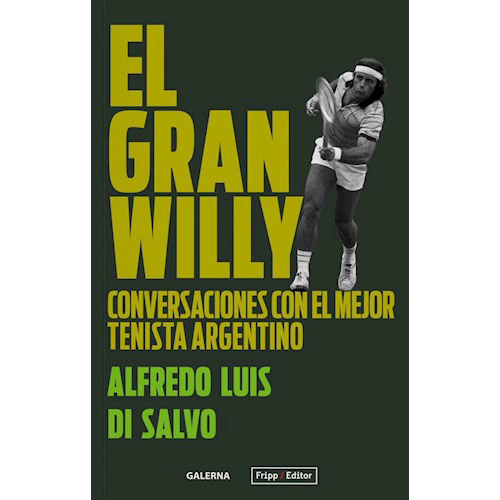 EL
GRAN
WILLY
CONVERSACIONES CON EL MEJOR
TENISTA ARGENTINO
ALFREDO LUIS
DI SALVO
GALERNA
Fripp / Editor